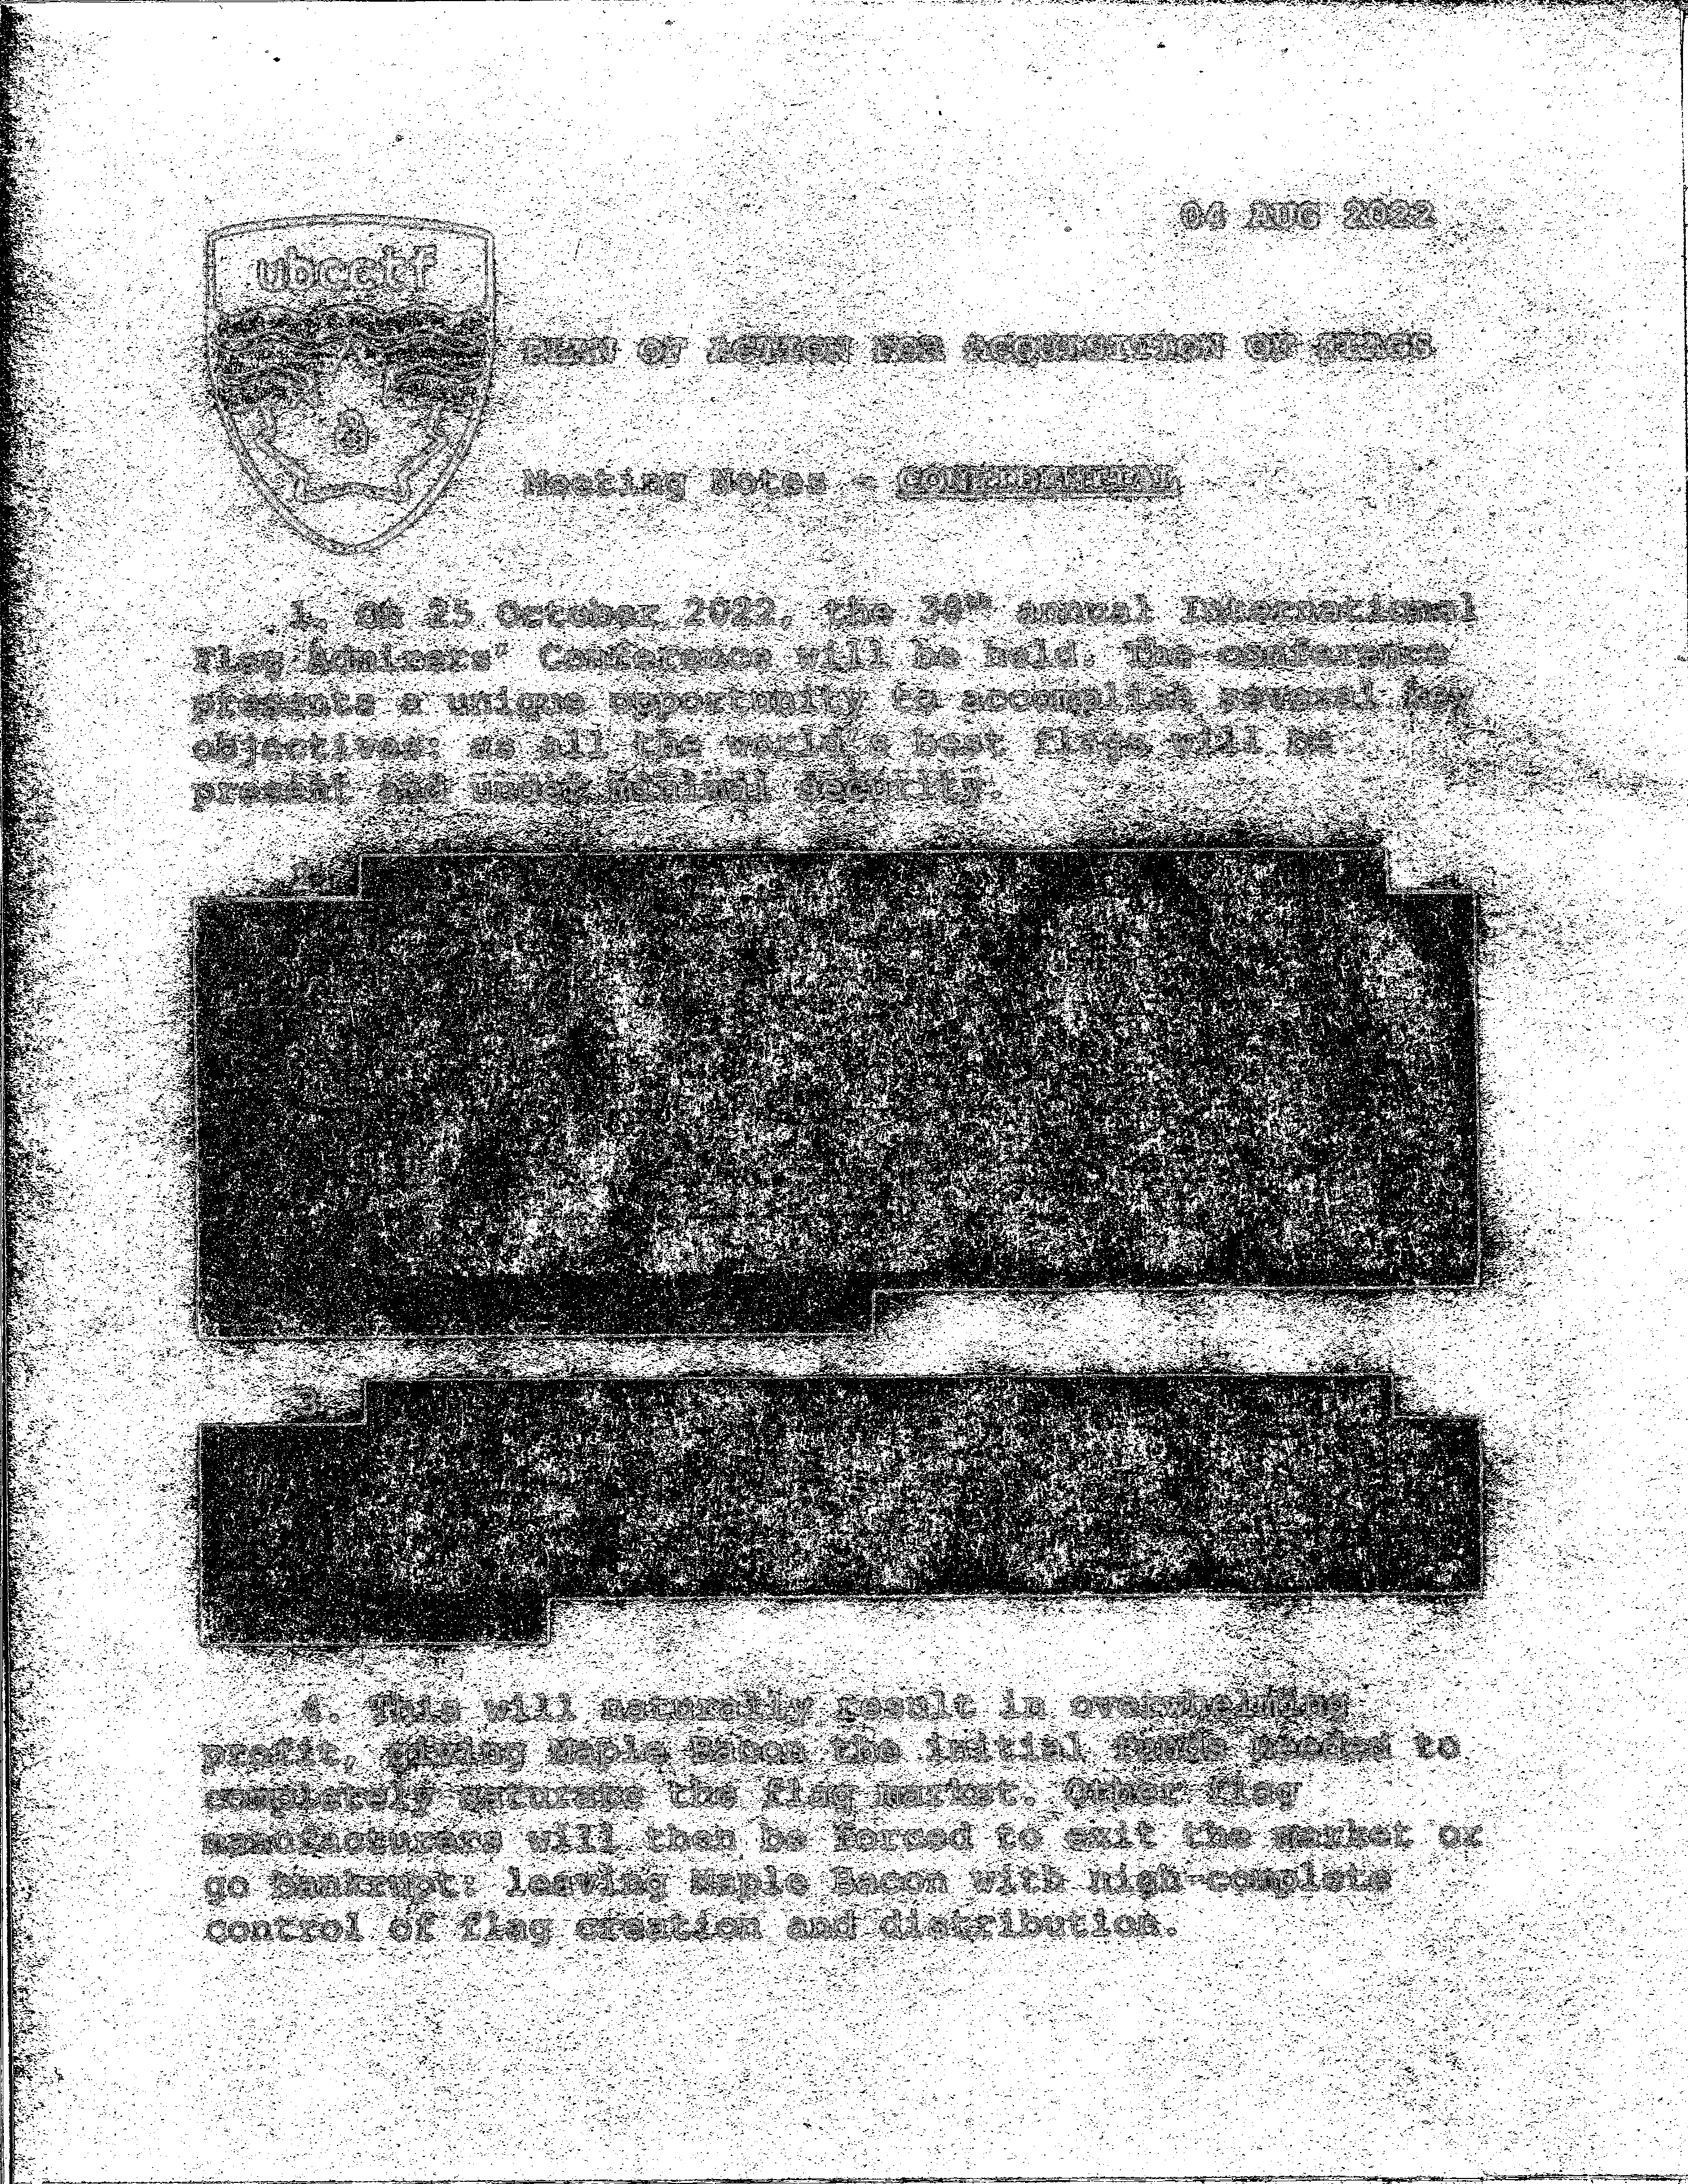 04 AUG 2022
ubcctf
PLAN OF ACTION FOR ACQUISITION OF FLAGS
Meeting Notes - CONFIDENTIAL
1. On 25 October 2022, the 30th annual International
Flag Admirers' Conference will be held. The conference
presents a unique opportunity to accomplish several key
objectives: as all the world's best flags will be
present and under minimal security.
3.
4. This will naturally result in overwhelming
profit, giving Maple Bacon the initial funds needed to
completely saturate the flag market. Other flag
manufacturers will then be forced to exit the market or
go bankrupt: leaving Maple Bacon with nigh-complete
control of flag creation and distribution.